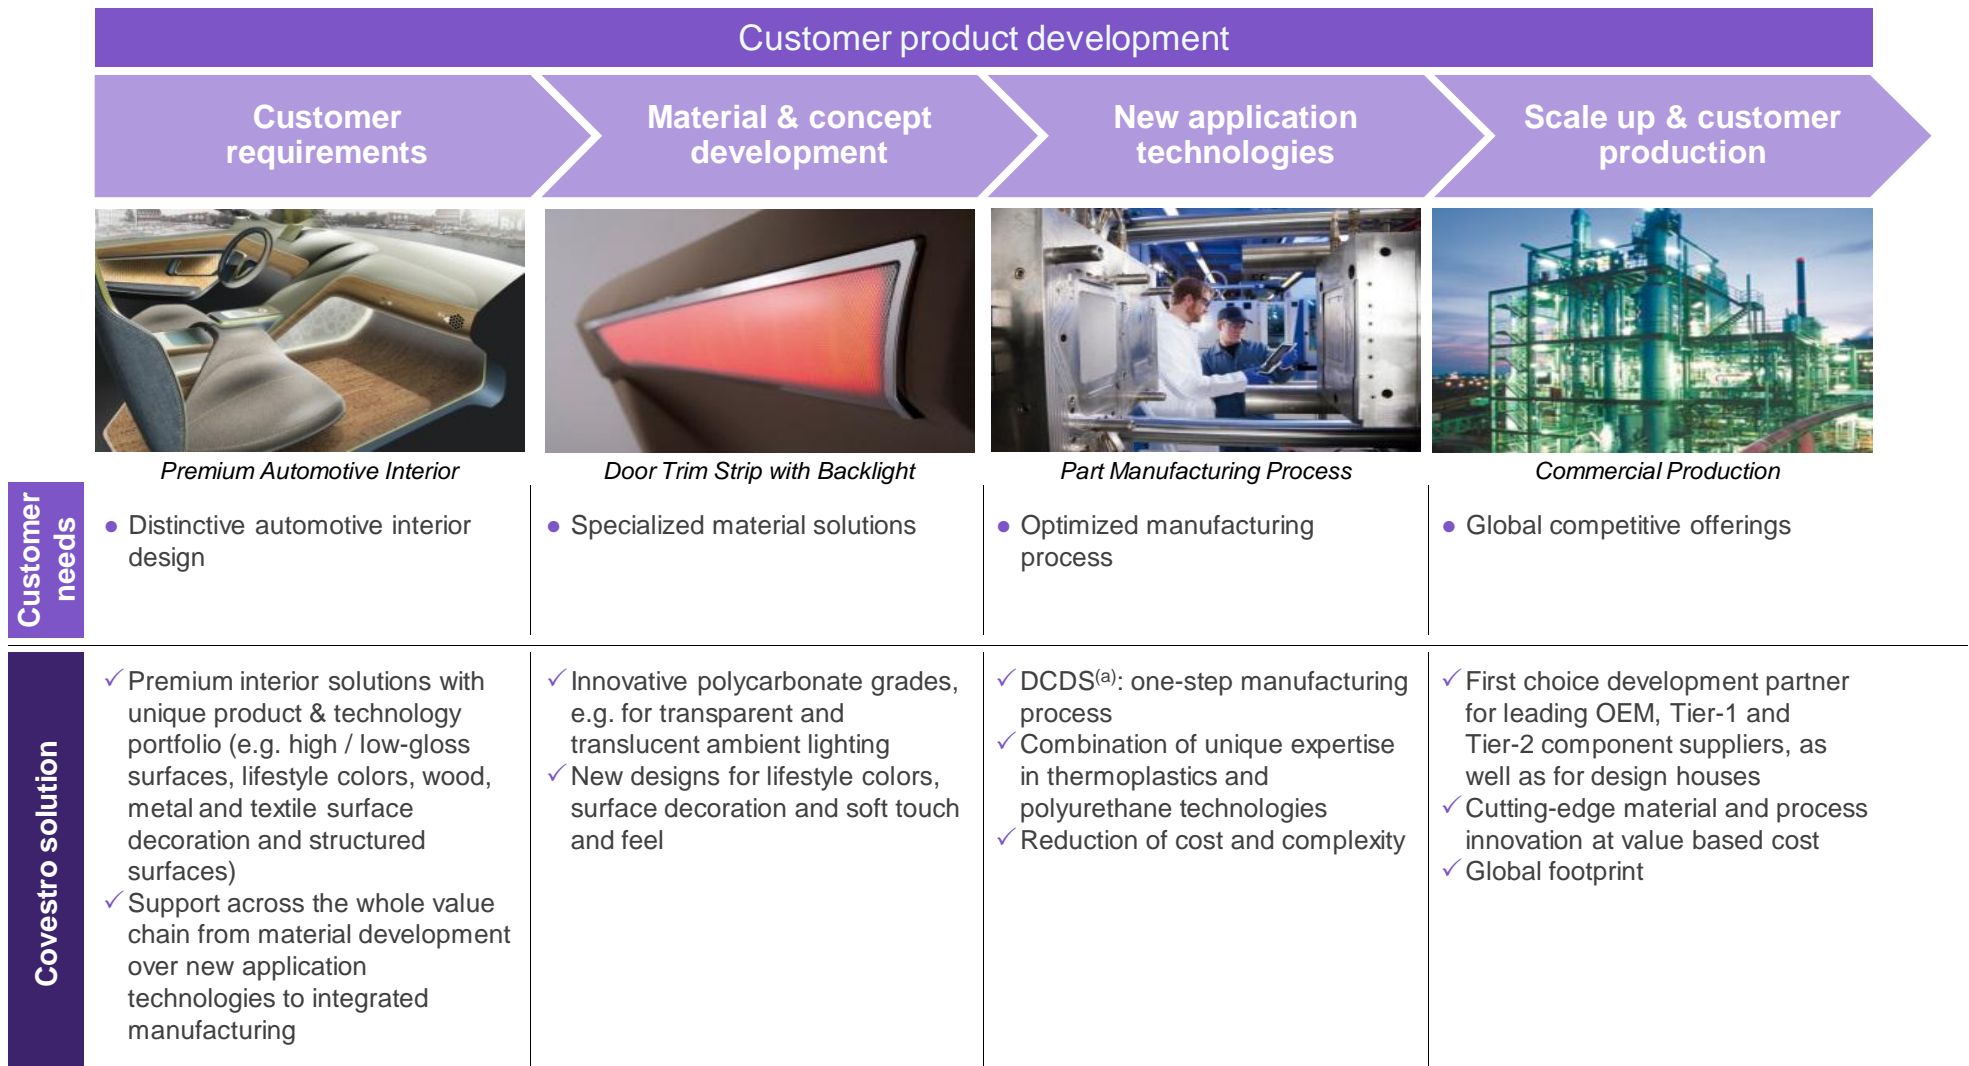 Customer product development
Customer
requirements
Material & concept
development
New application
technologies
Scale up & customer
production
Premium Automotive Interior
Door Trim Strip with Backlight
Part Manufacturing Process
Commercial Production
Customer
needs
● Distinctive automotive interior
design
● Specialized material solutions
● Optimized manufacturing
process
● Global competitive offerings
Covestro solution
✓ Premium interior solutions with
unique product & technology
portfolio (e.g. high / low-gloss
surfaces, lifestyle colors, wood,
metal and textile surface
decoration and structured
surfaces)
✓ Support across the whole value
chain from material development
over new application
technologies to integrated
manufacturing
✓ Innovative polycarbonate grades,
e.g. for transparent and
translucent ambient lighting
✓ New designs for lifestyle colors,
surface decoration and soft touch
and feel
✓ DCDS(a): one-step manufacturing
process
✓ Combination of unique expertise
in thermoplastics and
polyurethane technologies
✓ Reduction of cost and complexity
✓ First choice development partner
for leading OEM, Tier-1 and
Tier-2 component suppliers, as
well as for design houses
✓ Cutting-edge material and process
innovation at value based cost
✓ Global footprint